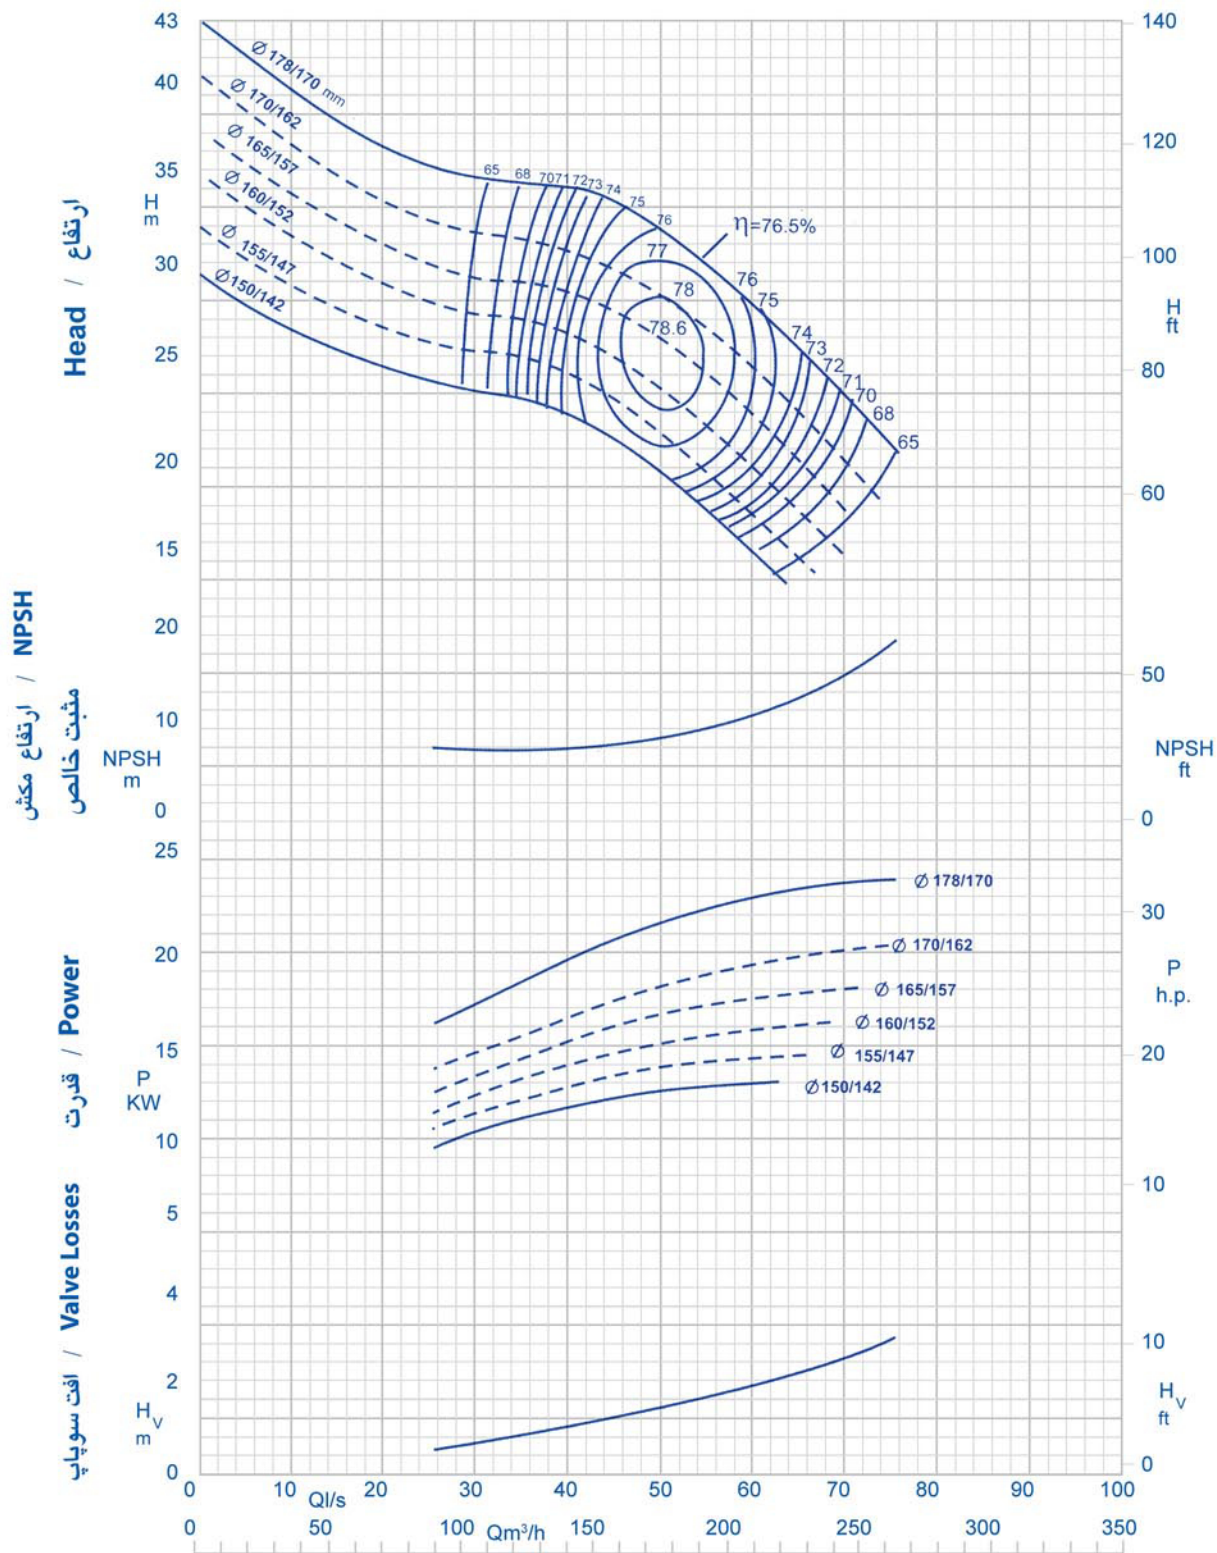 43
140
Ø 178/170 mm
40
Ø 170/162
Ø 165/157
120
35
65 68 70 71 72 73 74
H
m
Ø 160/152
75
76
η=76.5%
ارتفاع / Head
Ø 155/147
30
77
100
Ø 150/142
78
76
75
H
ft
78.6
74
25
73
80
72
71
70
68
65
20
60
15
ارتفاع مکش / NPSH
مثبت خالص
20
50
10
NPSH
m
NPSH
ft
0
0
25
Ø 178/170
30
20
Ø 170/162
قدرت / Power
P
h.p.
Ø 165/157
Ø 160/152
15
20
Ø 155/147
P
KW
Ø 150/142
10
10
5
افت سوپاپ / Valve Losses
4
10
2
H V
m
H V
ft
0
0
0 10 20 30 40 50 60 70 80 90 100
Ql/s
0 50 100 150 200 250 300 350
Qm³/h